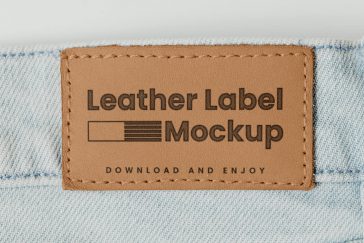 Leather Label
Mockup
DOWNLOAD AND ENJOY